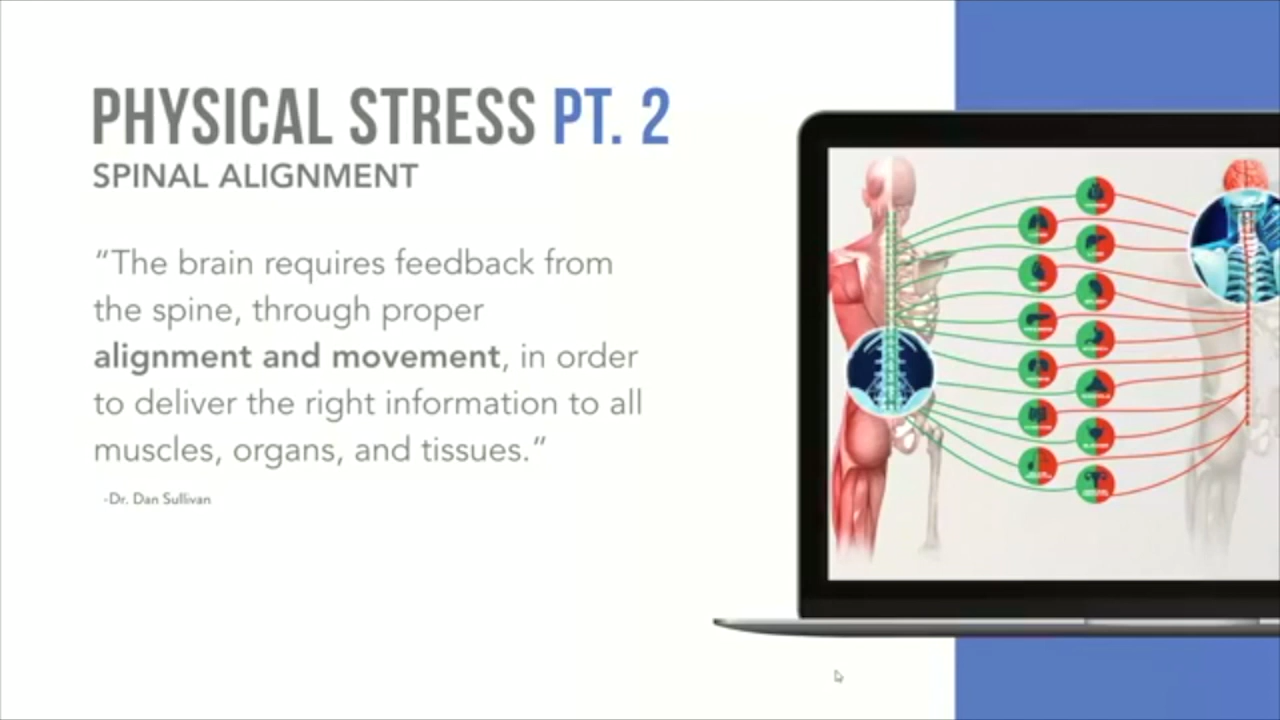 PHYSICAL STRESS PT. 2
SPINAL ALIGNMENT
“The brain requires feedback from
the spine, through proper
alignment and movement, in order
to deliver the right information to all
muscles, organs, and tissues.”
-Dr. Dan Sullivan